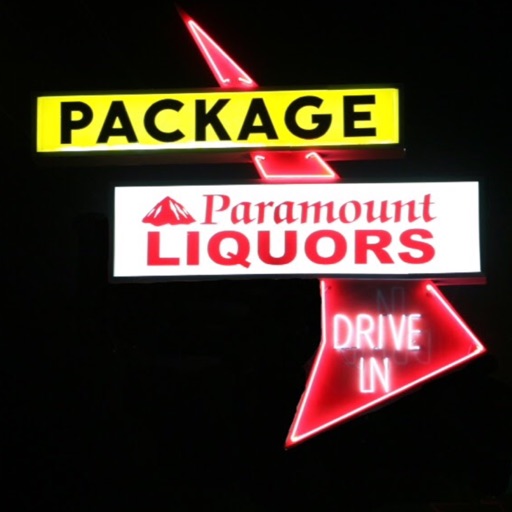 PACKAGE
Paramount
LIQUORS
DRIVE
IN